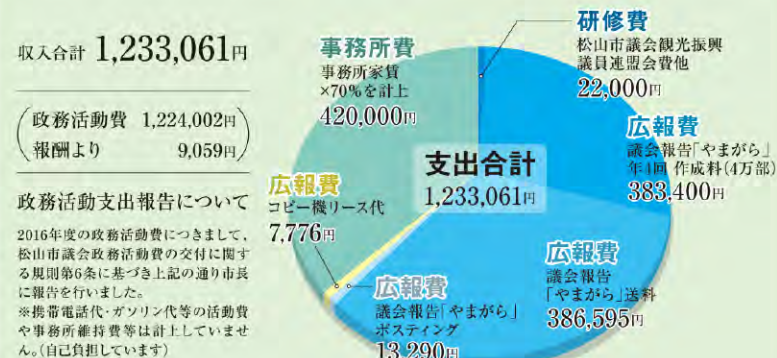 収入合計 1,233,061円
政務活動費 1,224,002円
報酬より 9,059円
政務活動支出報告について
2016年度の政務活動費につきまして、
松山市議会政務活動費の交付に関す
る規則第6条に基づき上記の通り市長
に報告を行いました。
※携帯電話代・ガソリン代等の活動費
や事務所維持費等は計上していませ
ん。(自己負担しています)
支出合計
1,233,061円
研修費
松山市議会観光振興
議員連盟会費他
22,000円
広報費
議会報告「やまがら」
年4回 作成料(4万部)
383,400円
広報費
議会報告
「やまがら」送料
386,595円
広報費
議会報告「やまがら」
ポスティング
13,290円
広報費
コピー機リース代
7,776円
事務所費
事務所家賃
×70%を計上
420,000円